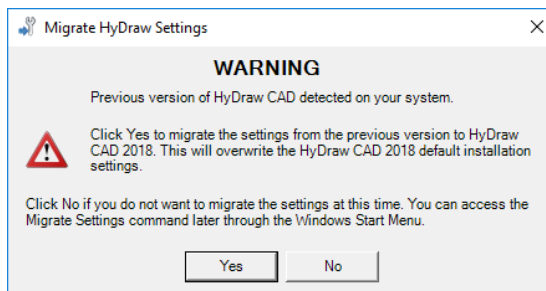 Migrate HyDraw Settings
WARNING
Previous version of HyDraw CAD detected on your system.
Click Yes to migrate the settings from the previous version to HyDraw
CAD 2018. This will overwrite the HyDraw CAD 2018 default installation
settings.
Click No if you do not want to migrate the settings at this time. You can access the
Migrate Settings command later through the Windows Start Menu.
Yes
No